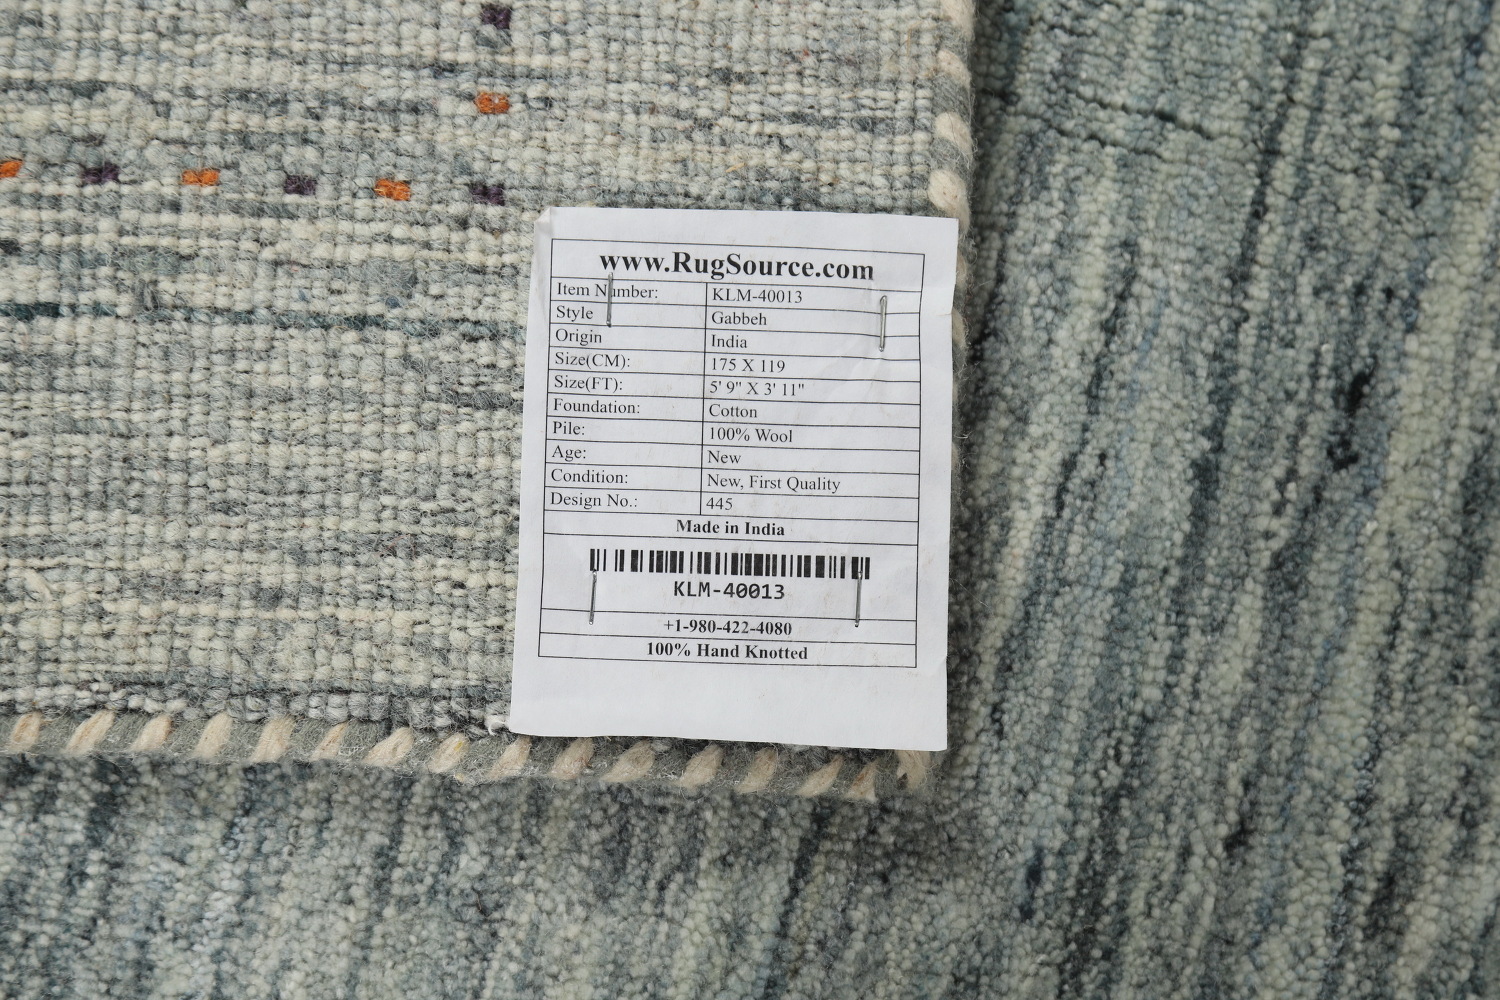 www.RugSource.com
Item Number: KLM-40013
Style Gabbeh
Origin India
Size(CM): 175 X 119
Size(FT): 5' 9" X 3' 11"
Foundation: Cotton
Pile: 100% Wool
Age: New
Condition: New, First Quality
Design No.: 445
Made in India
KLM-40013
+1-980-422-4080
100% Hand Knotted